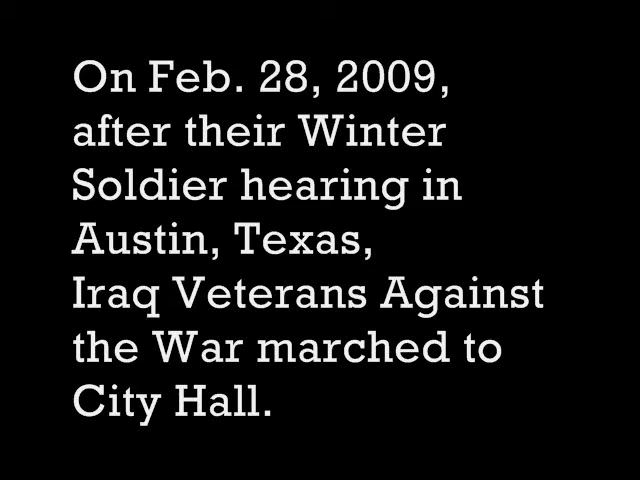 On Feb. 28, 2009,
after their Winter
Soldier hearing in
Austin, Texas,
Iraq Veterans Against
the War marched to
City Hall.